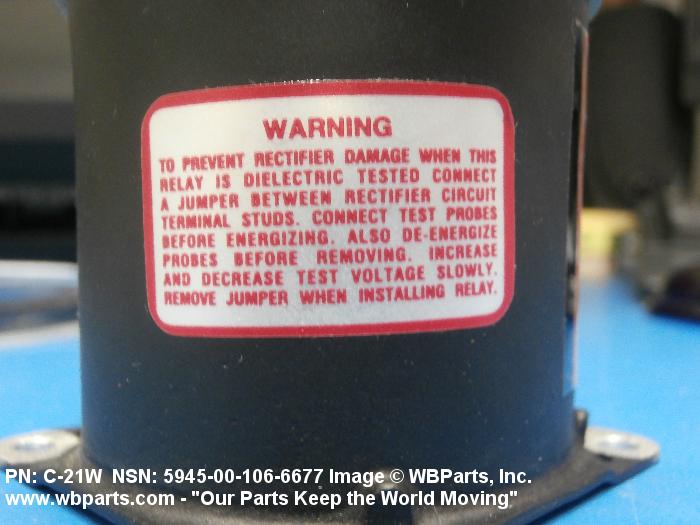 WARNING
TO PREVENT RECTIFIER DAMAGE WHEN THIS
RELAY IS DIELECTRIC TESTED CONNECT
A JUMPER BETWEEN RECTIFIER CIRCUIT
TERMINAL STUDS. CONNECT TEST PROBES
BEFORE ENERGIZING. ALSO DE-ENERGIZE
PROBES BEFORE REMOVING. INCREASE
AND DECREASE TEST VOLTAGE SLOWLY.
REMOVE JUMPER WHEN INSTALLING RELAY.
PN: C-21W NSN: 5945-00-106-6677 Image © WBParts, Inc.
www.wbparts.com - "Our Parts Keep the World Moving"